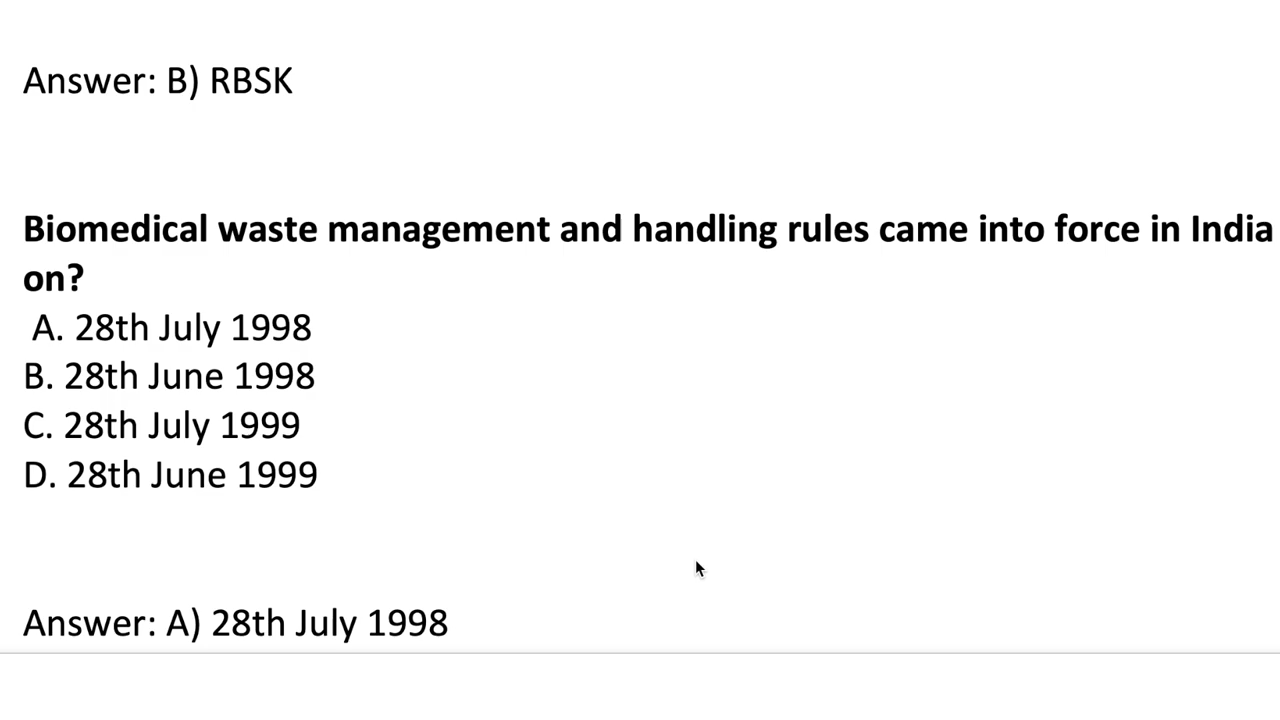 Answer: B) RBSK
Biomedical waste management and handling rules came into force in India
on?
A. 28th July 1998
B. 28th June 1998
C. 28th July 1999
D. 28th June 1999
Answer: A) 28th July 1998